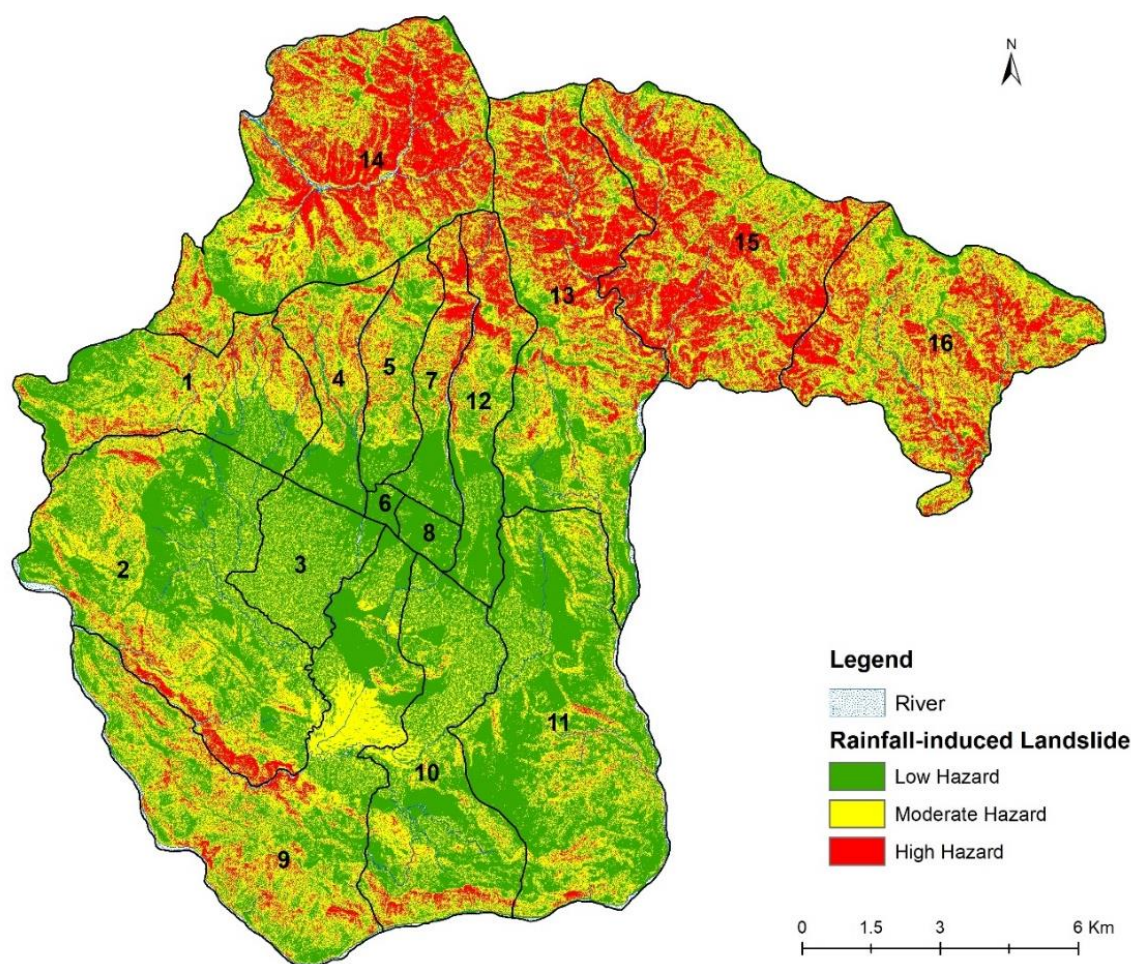 N
14
15
13
16
1
4
5
7
12
6
8
3
2
11
10
9
Legend
River
Rainfall-induced Landslide
Low Hazard
Moderate Hazard
High Hazard
0 1.5 3 6 Km